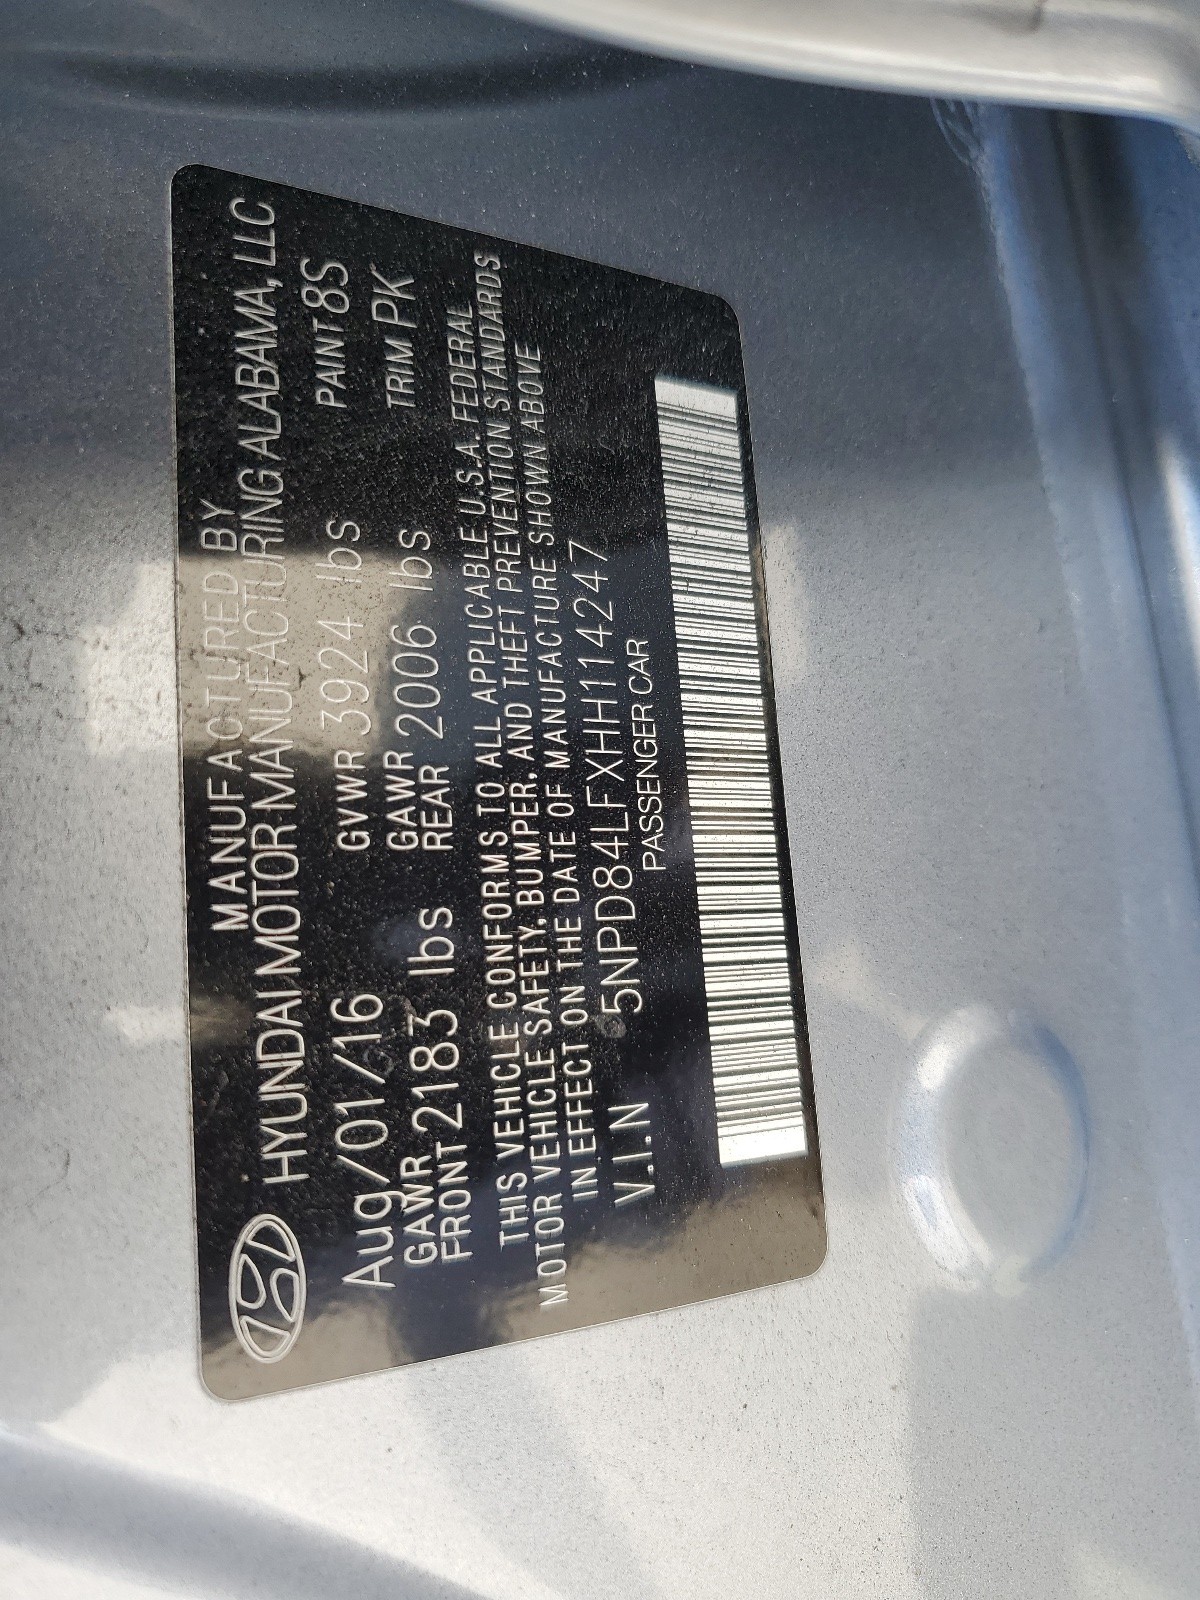 MANUFACTURED BY
HYUNDAI MOTOR MANUFACTURING ALABAMA, LLC
Aug/01/16 GVWR 3924 lbs PAINT 8S
GAWR FRONT 2183 lbs GAWR REAR 2006 lbs TRIM PK
THIS VEHICLE CONFORMS TO ALL APPLICABLE U.S.A. FEDERAL
MOTOR VEHICLE SAFETY, BUMPER, AND THEFT PREVENTION STANDARDS
IN EFFECT ON THE DATE OF MANUFACTURE SHOWN ABOVE
V.I.N 5NPD84LFXHH114247
PASSENGER CAR